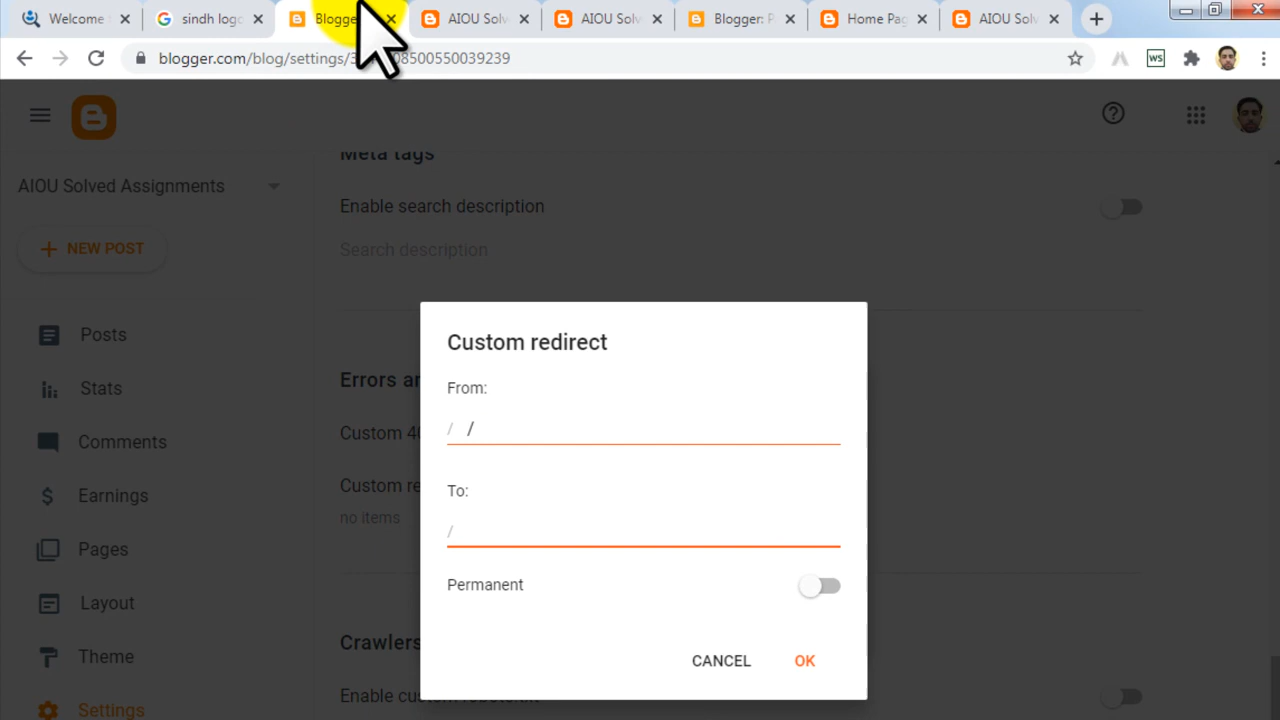 Welcome
sindh logo
Blogge
AIOU Solv
AIOU Solv
Blogger: P
Home Pag
AIOU Solv
blogger.com/blog/settings/3 08500550039239
WS
Meta tags
AIOU Solved Assignments
Enable search description
Search description
+ NEW POST
Posts
Stats
Comments
Earnings
Pages
Layout
Theme
Settings
Errors an
Custom 40
Custom re
no items
Crawlers
Enable cus
Custom redirect
From:
/ /
To:
/
Permanent
CANCEL
OK